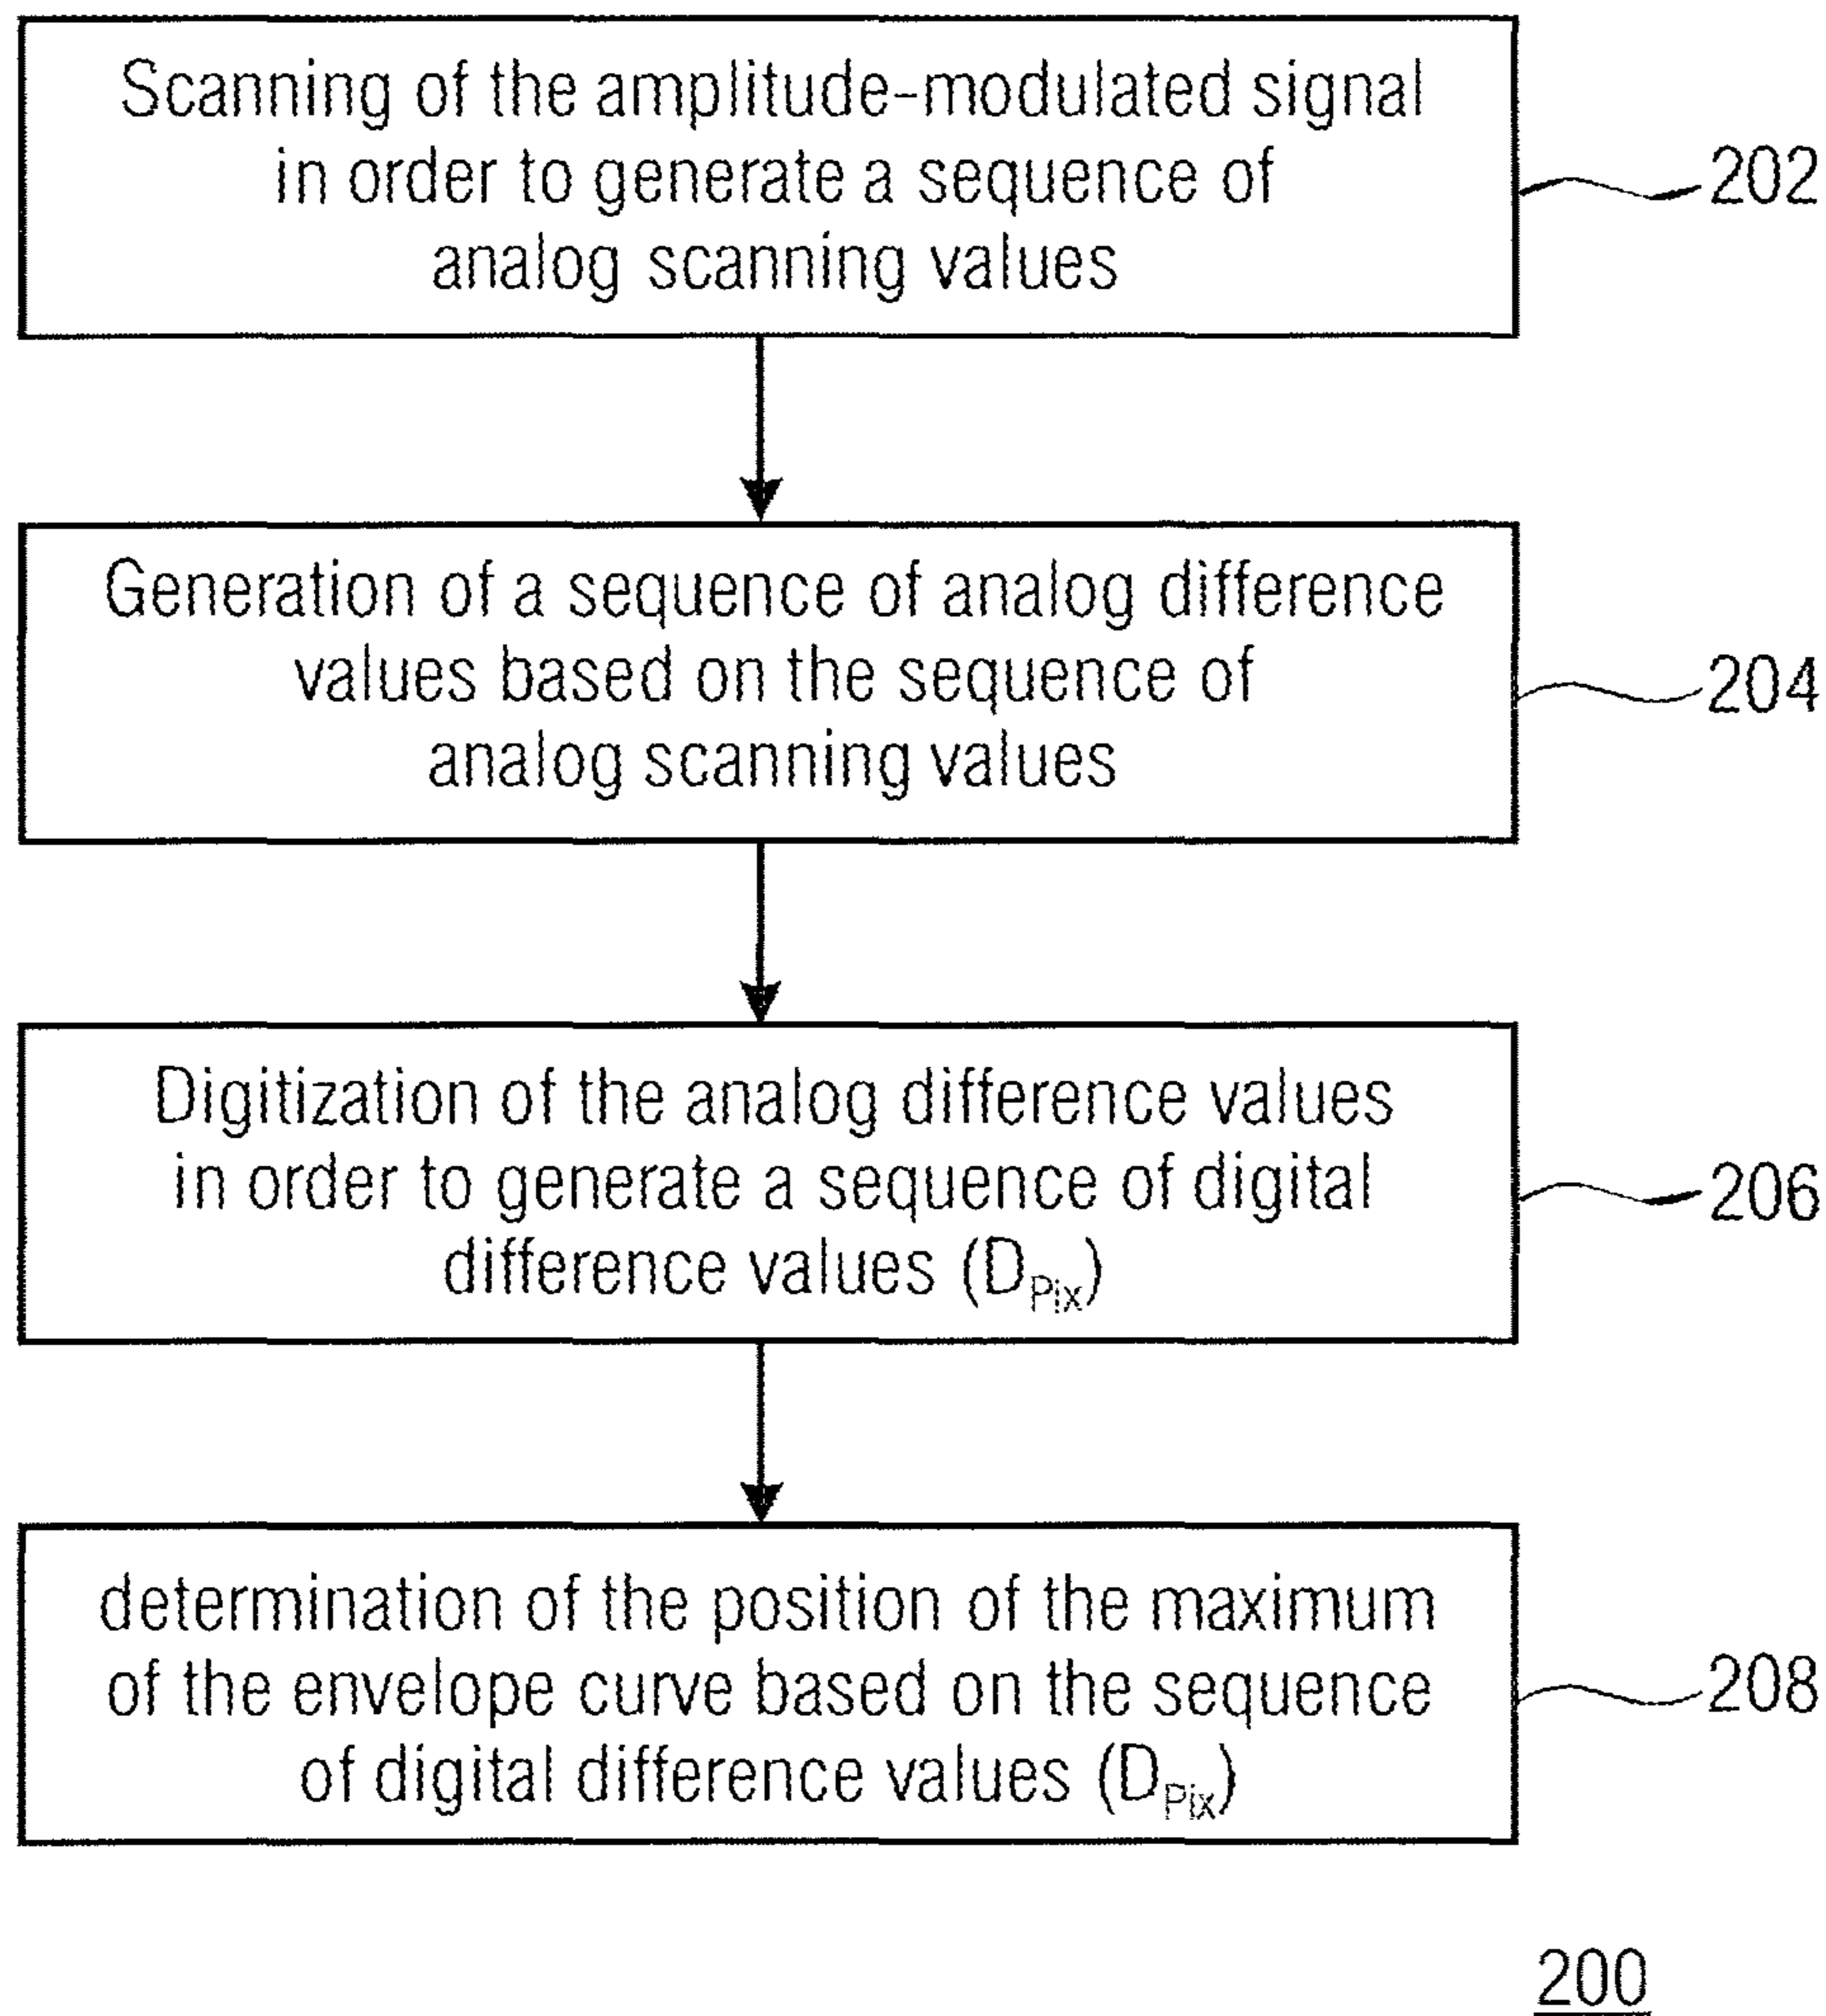 Scanning of the amplitude-modulated signal
in order to generate a sequence of
analog scanning values
202
Generation of a sequence of analog difference
values based on the sequence of
analog scanning values
204
Digitization of the analog difference values
in order to generate a sequence of digital
difference values (D_Pix)
206
determination of the position of the maximum
of the envelope curve based on the sequence
of digital difference values (D_Pix)
208
200